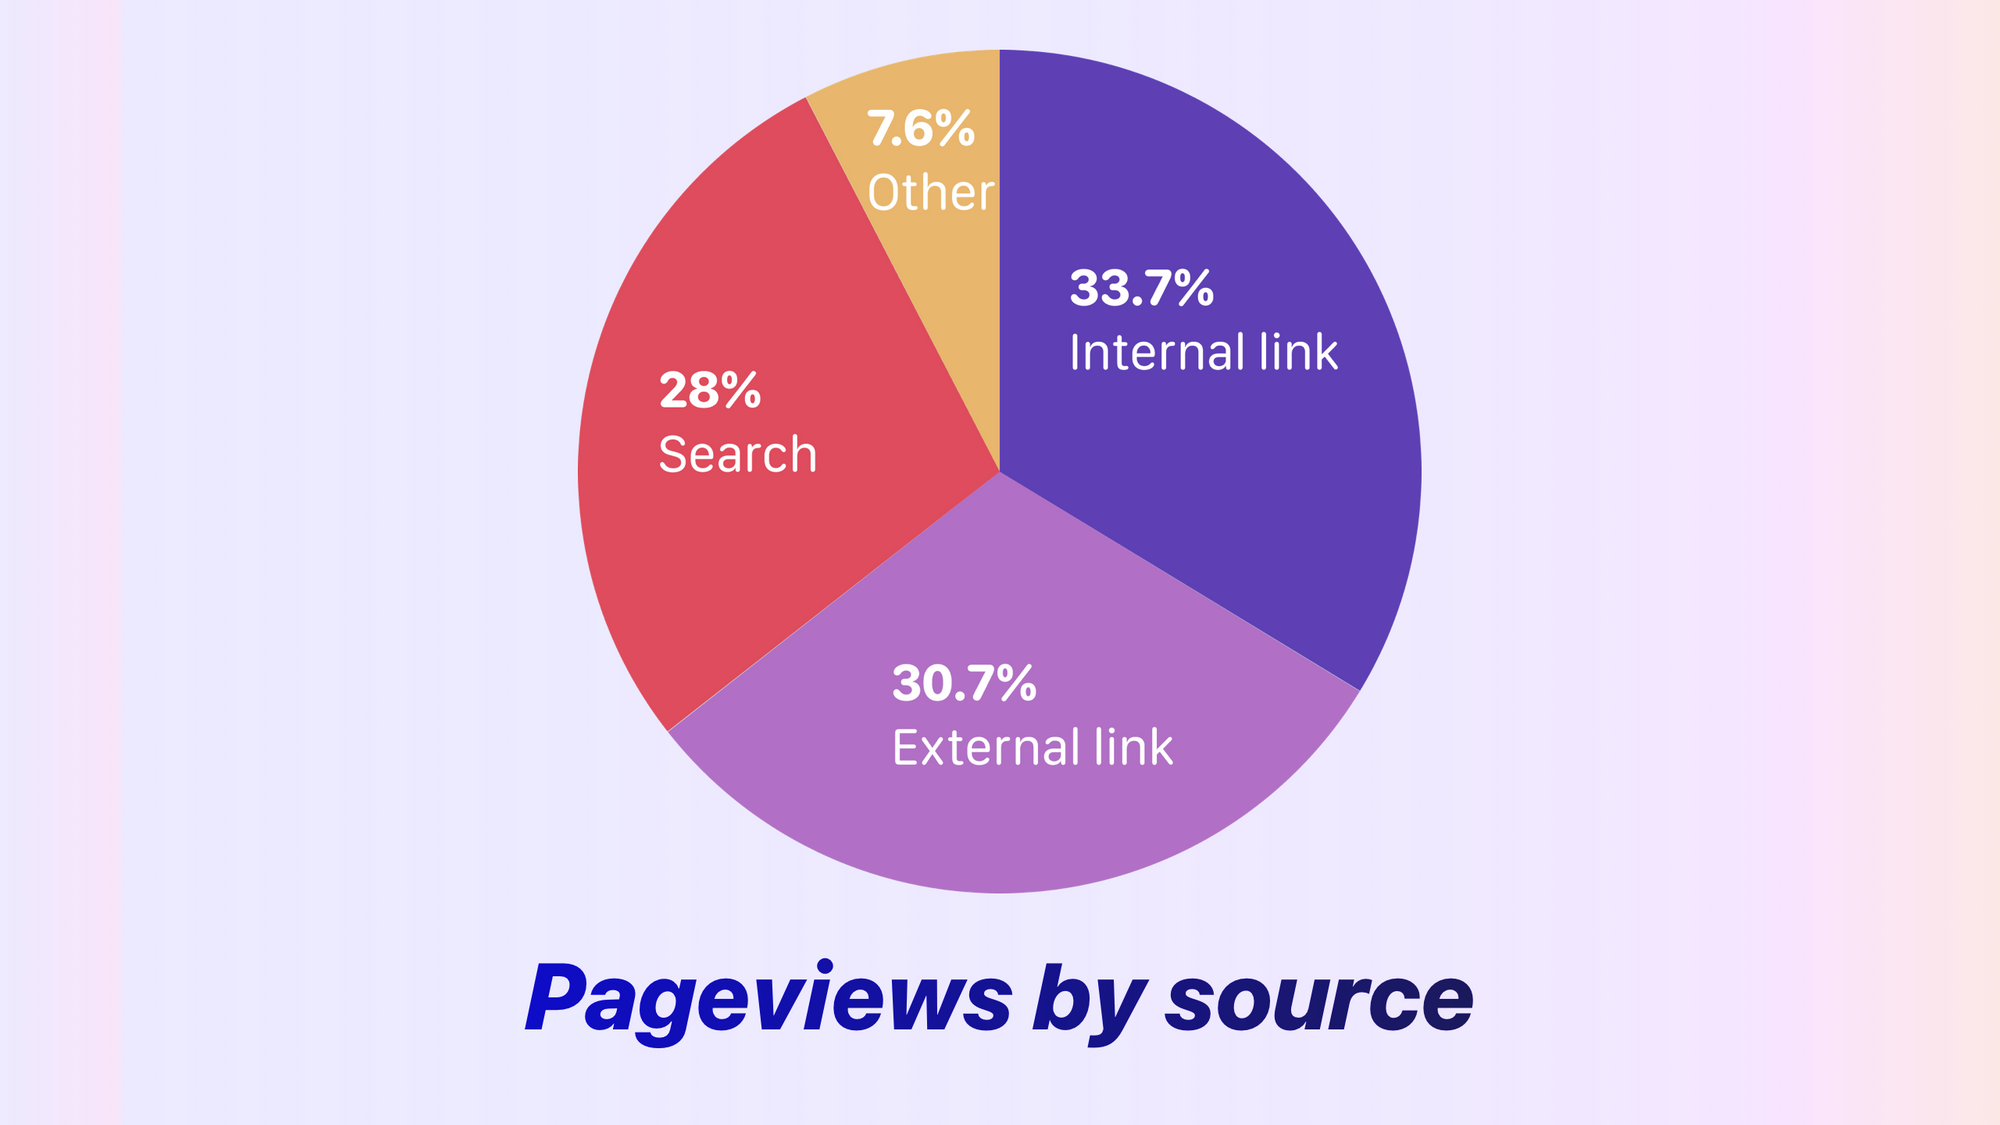 7.6%
Other
33.7%
Internal link
28%
Search
30.7%
External link
Pageviews by source